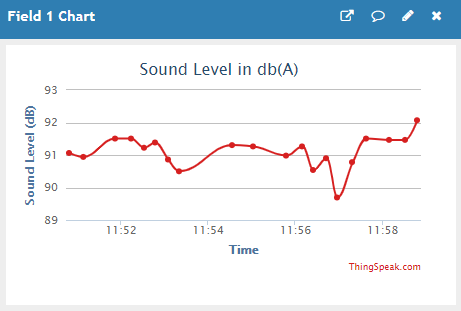 Field 1 Chart
Sound Level in db(A)
93
92
91
90
89
Sound Level (dB)
11:52 11:54 11:56 11:58
Time
ThingSpeak.com